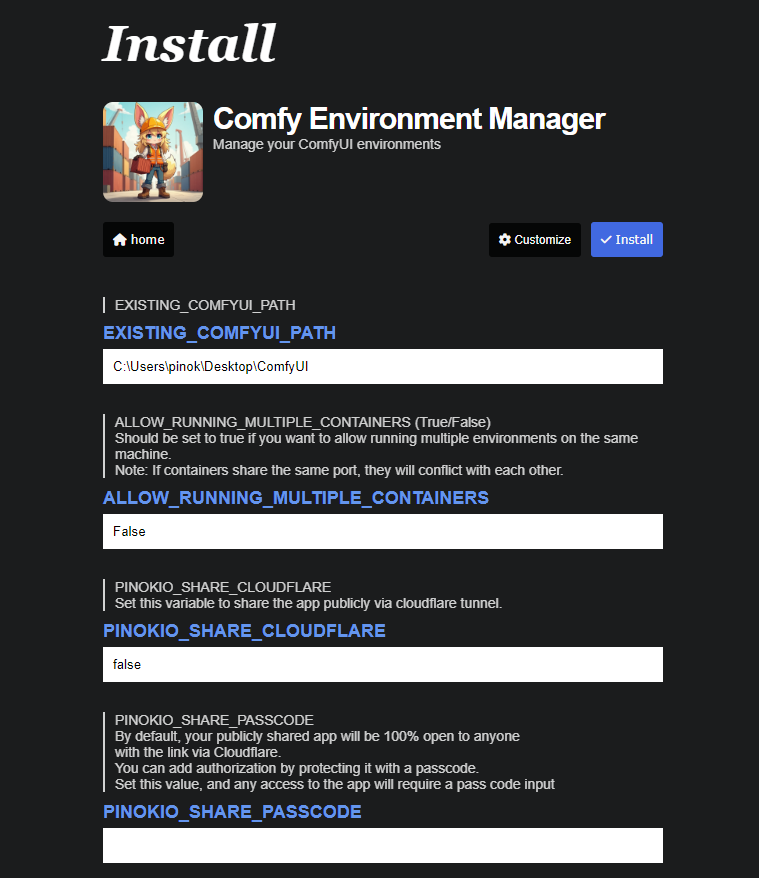 Install
Comfy Environment Manager
Manage your ComfyUI environments
home
Customize
Install
EXISTING_COMFYUI_PATH
EXISTING_COMFYUI_PATH
C:\Users\pinok\Desktop\ComfyUI
ALLOW_RUNNING_MULTIPLE_CONTAINERS (True/False)
Should be set to true if you want to allow running multiple environments on the same
machine.
Note: If containers share the same port, they will conflict with each other.
ALLOW_RUNNING_MULTIPLE_CONTAINERS
False
PINOKIO_SHARE_CLOUDFLARE
Set this variable to share the app publicly via cloudflare tunnel.
PINOKIO_SHARE_CLOUDFLARE
false
PINOKIO_SHARE_PASSCODE
By default, your publicly shared app will be 100% open to anyone
with the link via Cloudflare.
You can add authorization by protecting it with a passcode.
Set this value, and any access to the app will require a pass code input
PINOKIO_SHARE_PASSCODE